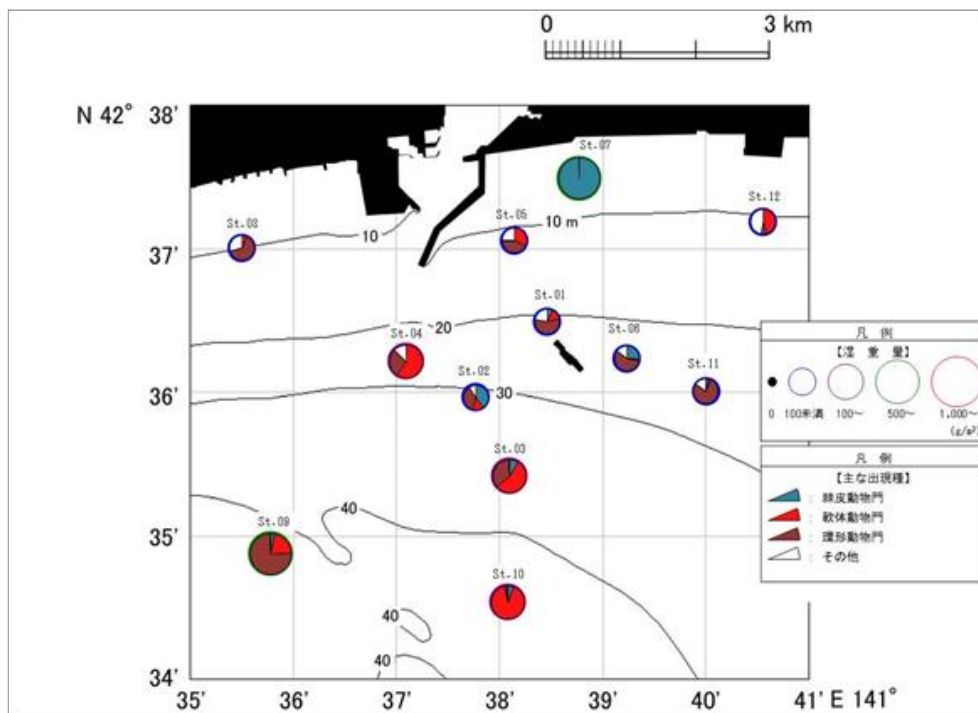 0 3 km
N 42° 38'
St.07
St.12
St.08
St.05
10 m
10
37'
St.01
20
St.04
St.06
St.02
St.11
36'
30
St.03
40
St.09
35'
St.10
40
40
34'
35' 36' 37' 38' 39' 40' 41' E 141°
凡 例
【湿 重 量】
0 100未満 100～ 500～ 1,000～
(g/m²)
凡 例
【主な出現種】
: 棘皮動物門
: 軟体動物門
: 環形動物門
: その他